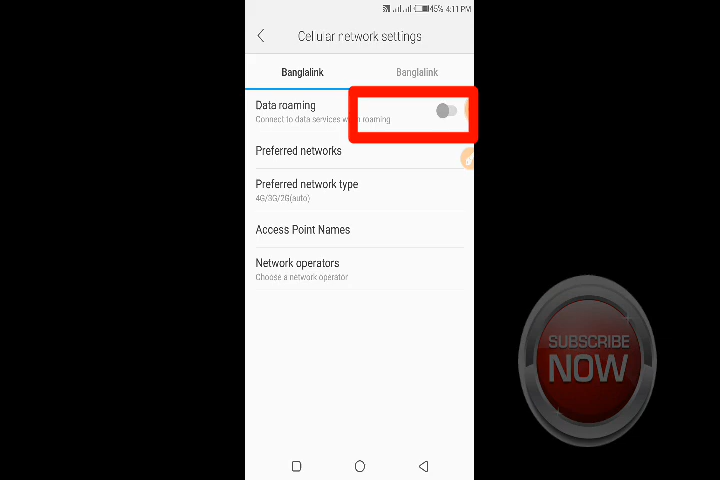 45% 4:11 PM
Cellular network settings
Banglalink
Banglalink
Data roaming
Connect to data services when roaming
Preferred networks
Preferred network type
4G/3G/2G(auto)
Access Point Names
Network operators
Choose a network operator
SUBSCRIBE
NOW